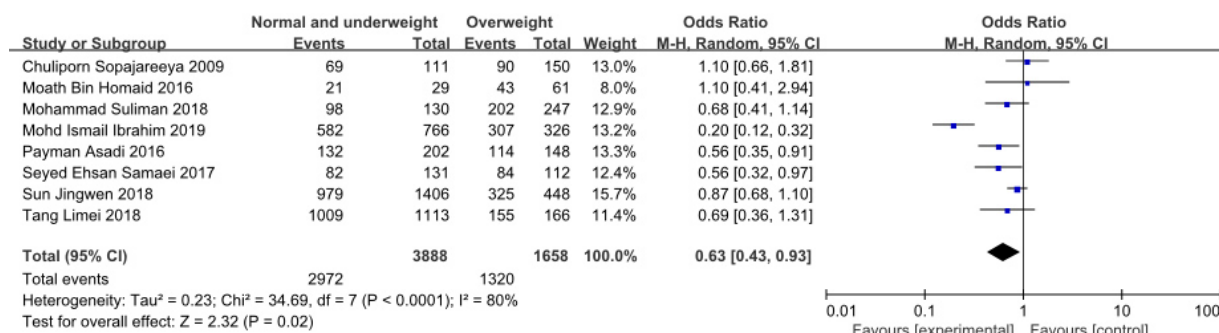 Normal and underweight Overweight Odds Ratio Odds Ratio
Study or Subgroup Events Total Events Total Weight M-H, Random, 95% CI M-H, Random, 95% CI
Chuliporn Sopajareeya 2009 69 111 90 150 13.0% 1.10 [0.66, 1.81]
Moath Bin Homaid 2016 21 29 43 61 8.0% 1.10 [0.41, 2.94]
Mohammad Suliman 2018 98 130 202 247 12.9% 0.68 [0.41, 1.14]
Mohd Ismail Ibrahim 2019 582 766 307 326 13.2% 0.20 [0.12, 0.32]
Payman Asadi 2016 132 202 114 148 13.3% 0.56 [0.35, 0.91]
Seyed Ehsan Samaei 2017 82 131 84 112 12.4% 0.56 [0.32, 0.97]
Sun Jingwen 2018 979 1406 325 448 15.7% 0.87 [0.68, 1.10]
Tang Limei 2018 1009 1113 155 166 11.4% 0.69 [0.36, 1.31]
Total (95% CI) 3888 1658 100.0% 0.63 [0.43, 0.93]
Total events 2972 1320
Heterogeneity: Tau² = 0.23; Chi² = 34.69, df = 7 (P < 0.0001); I² = 80%
Test for overall effect: Z = 2.32 (P = 0.02)
0.01 0.1 1 10 100
Favours [experimental] Favours [control]